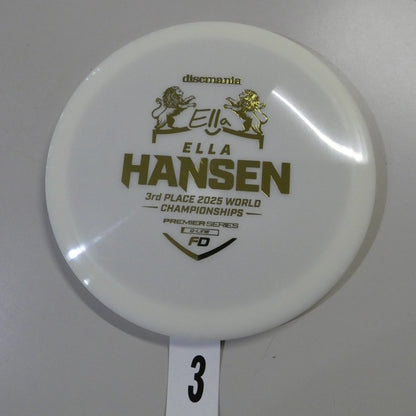 discmania
Ella
ELLA
HANSEN
3rd PLACE 2025 WORLD
CHAMPIONSHIPS
PREMIER SERIES
FD
3